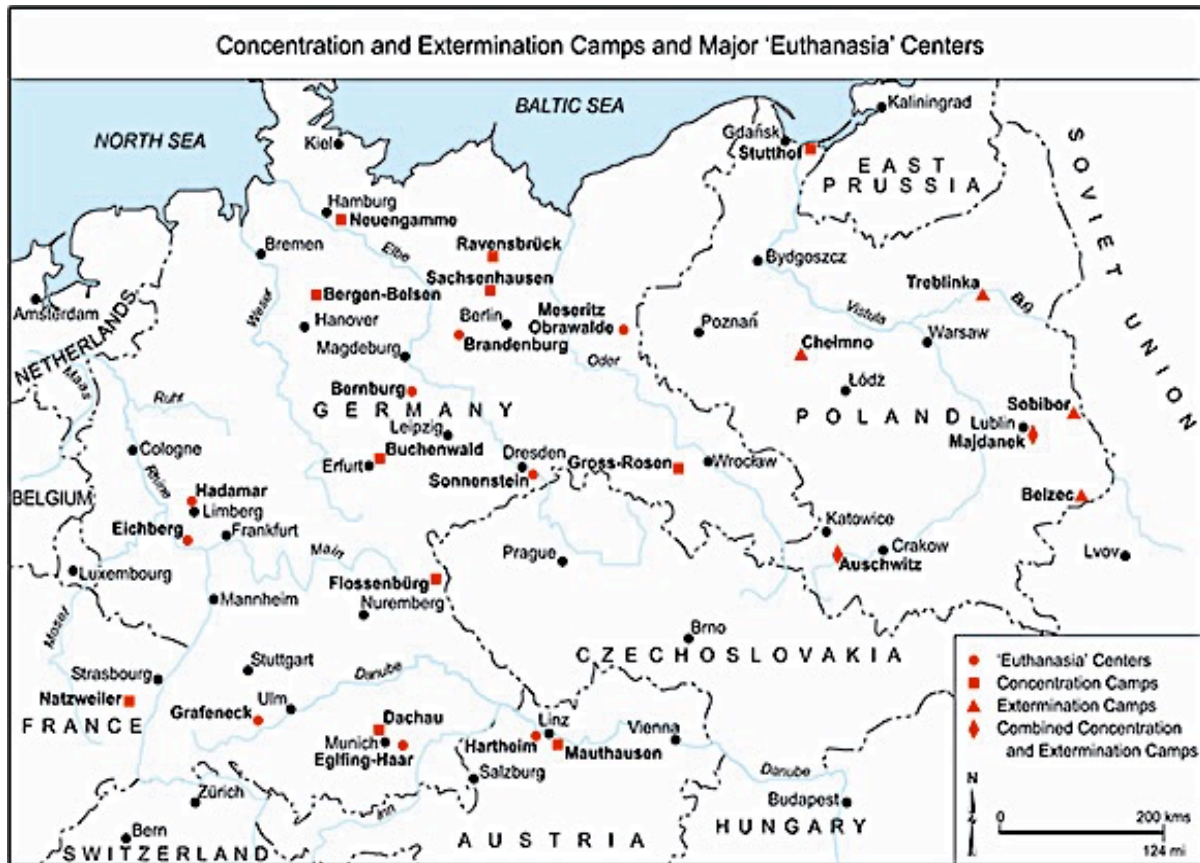 Concentration and Extermination Camps and Major 'Euthanasia' Centers
BALTIC SEA
NORTH SEA
Kaliningrad
Kiel
Gdańsk
Stutthof
EAST
PRUSSIA
SOVIET UNION
Hamburg
Neuengamme
Elbe
Ravensbrück
Bremen
Bydgoszcz
Sachsenhausen
Treblinka
Bug
Weser
Bergen-Belsen
Amsterdam
Hanover
Berlin
Meseritz
Obrawalde
Vistula
Poznań
Warsaw
NETHERLANDS
Brandenburg
Chelmno
Magdeburg
Oder
Maas
Ruhr
Bernburg
Łódź
GERMANY
POLAND
Sobibor
Leipzig
Lublin
Majdanek
Cologne
Buchenwald
Erfurt
Dresden
Gross-Rosen
Wrocław
Sonnenstein
BELGIUM
Rhine
Hadamar
Limberg
Belzec
Eichberg
Frankfurt
Katowice
Main
Prague
Crakow
Auschwitz
Lvov
Luxembourg
Flossenbürg
Mannheim
Nuremberg
Mosel
Brno
CZECHOSLOVAKIA
Strasbourg
Stuttgart
Danube
Natzweiler
Ulm
FRANCE
Grafeneck
Dachau
Linz
Vienna
Munich
Hartheim
Mauthausen
Eglfing-Haar
Salzburg
Danube
Zürich
Inn
Budapest
Bern
SWITZERLAND
AUSTRIA
HUNGARY
'Euthanasia' Centers
Concentration Camps
Extermination Camps
Combined Concentration
and Extermination Camps
N
0 200 kms
124 mi